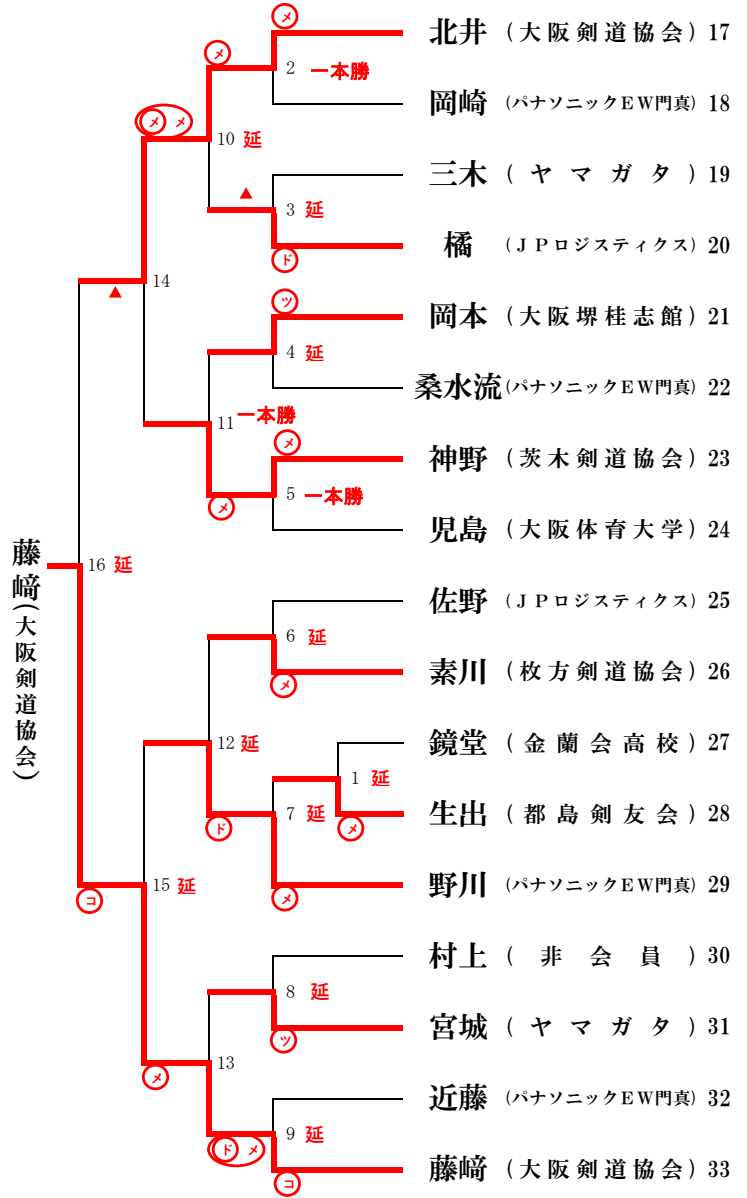 メ
北井 (大阪剣道協会) 17
2 一本勝
メ
岡崎 (パナソニックEW門真) 18
メ メ
10 延
三木 (ヤマガタ) 19
▲
3 延
橘 (JPロジスティクス) 20
ド
14
▲
ツ
岡本 (大阪堺桂志館) 21
4 延
桑水流 (パナソニックEW門真) 22
11 一本勝
メ
神野 (茨木剣道協会) 23
5 一本勝
メ
児島 (大阪体育大学) 24
藤﨑(大阪剣道協会)
16 延
佐野 (JPロジスティクス) 25
6 延
素川 (枚方剣道協会) 26
メ
12 延
鏡堂 (金蘭会高校) 27
1 延
生出 (都島剣友会) 28
7 延
ド
メ
野川 (パナソニックEW門真) 29
15 延
コ
メ
村上 (非会員) 30
8 延
宮城 (ヤマガタ) 31
ツ
13
メ
近藤 (パナソニックEW門真) 32
9 延
ド メ
藤﨑 (大阪剣道協会) 33
コ